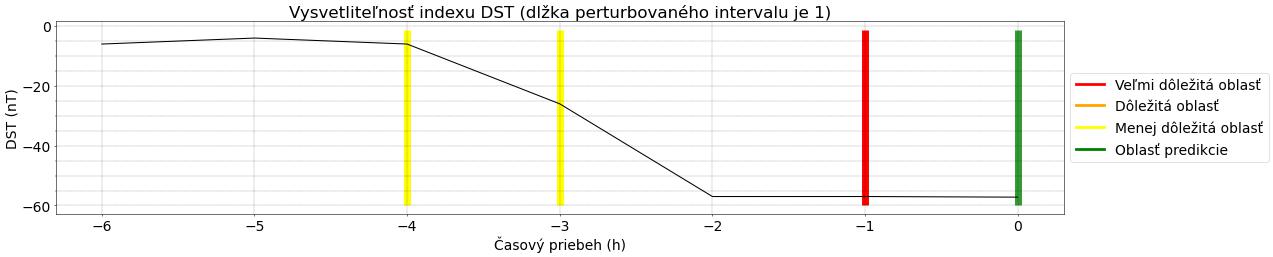 Vysvetliteľnosť indexu DST (dĺžka perturbovaného intervalu je 1)
DST (nT)
0
−20
−40
−60
−6
−5
−4
−3
−2
−1
0
Časový priebeh (h)
Veľmi dôležitá oblasť
Dôležitá oblasť
Menej dôležitá oblasť
Oblasť predikcie